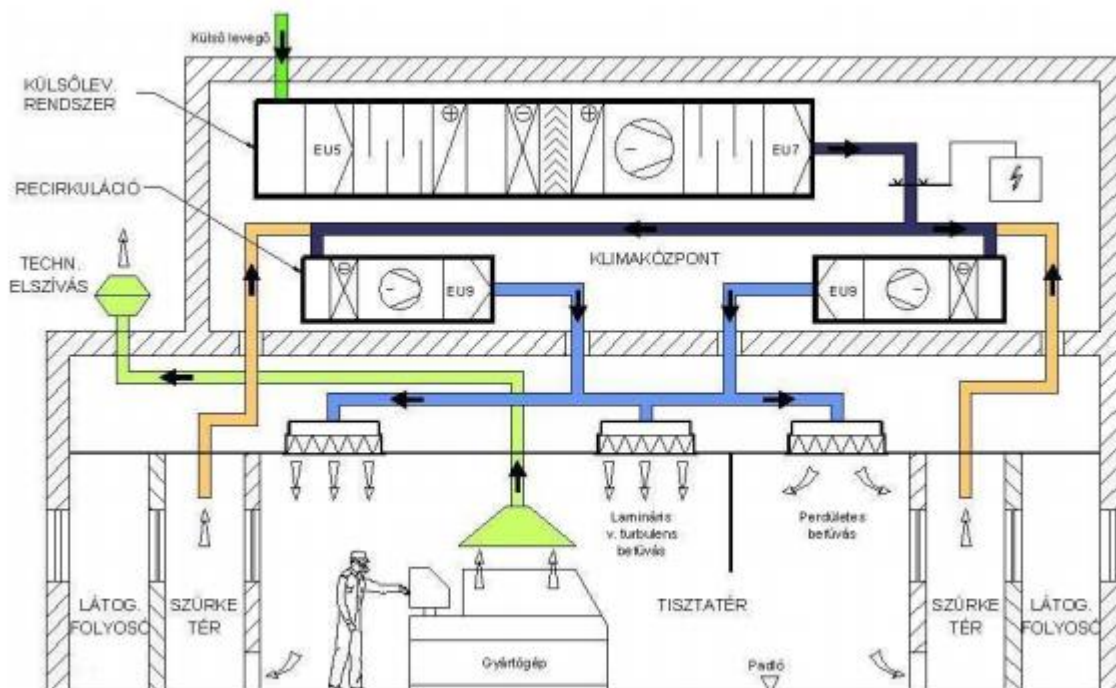 Külső levegő
KÜLSŐLEV.
RENDSZER
EU5
EU7
RECIRKULÁCIÓ
TECHN.
ELSZÍVÁS
KLIMAKÖZPONT
EU9
EU9
Lamináris
v. turbulens
befúvás
Perdületes
befúvás
LÁTOG.
FOLYOSÓ
SZÜRKE
TÉR
TISZTATÉR
SZÜRKE
TÉR
LÁTOG.
FOLYOSÓ
Gyártógép
Padló